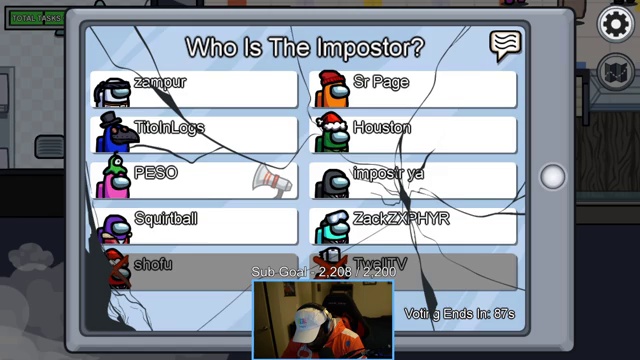 TOTAL TASKS
Who Is The Impostor?
zampur
Sr Page
TitoInLogs
Houston
PESO
impostr ya
Squirtball
ZackZXPHYR
shofu
TwellTV
Sub-Goal : 2,208 / 2,200
Voting Ends In: 87s